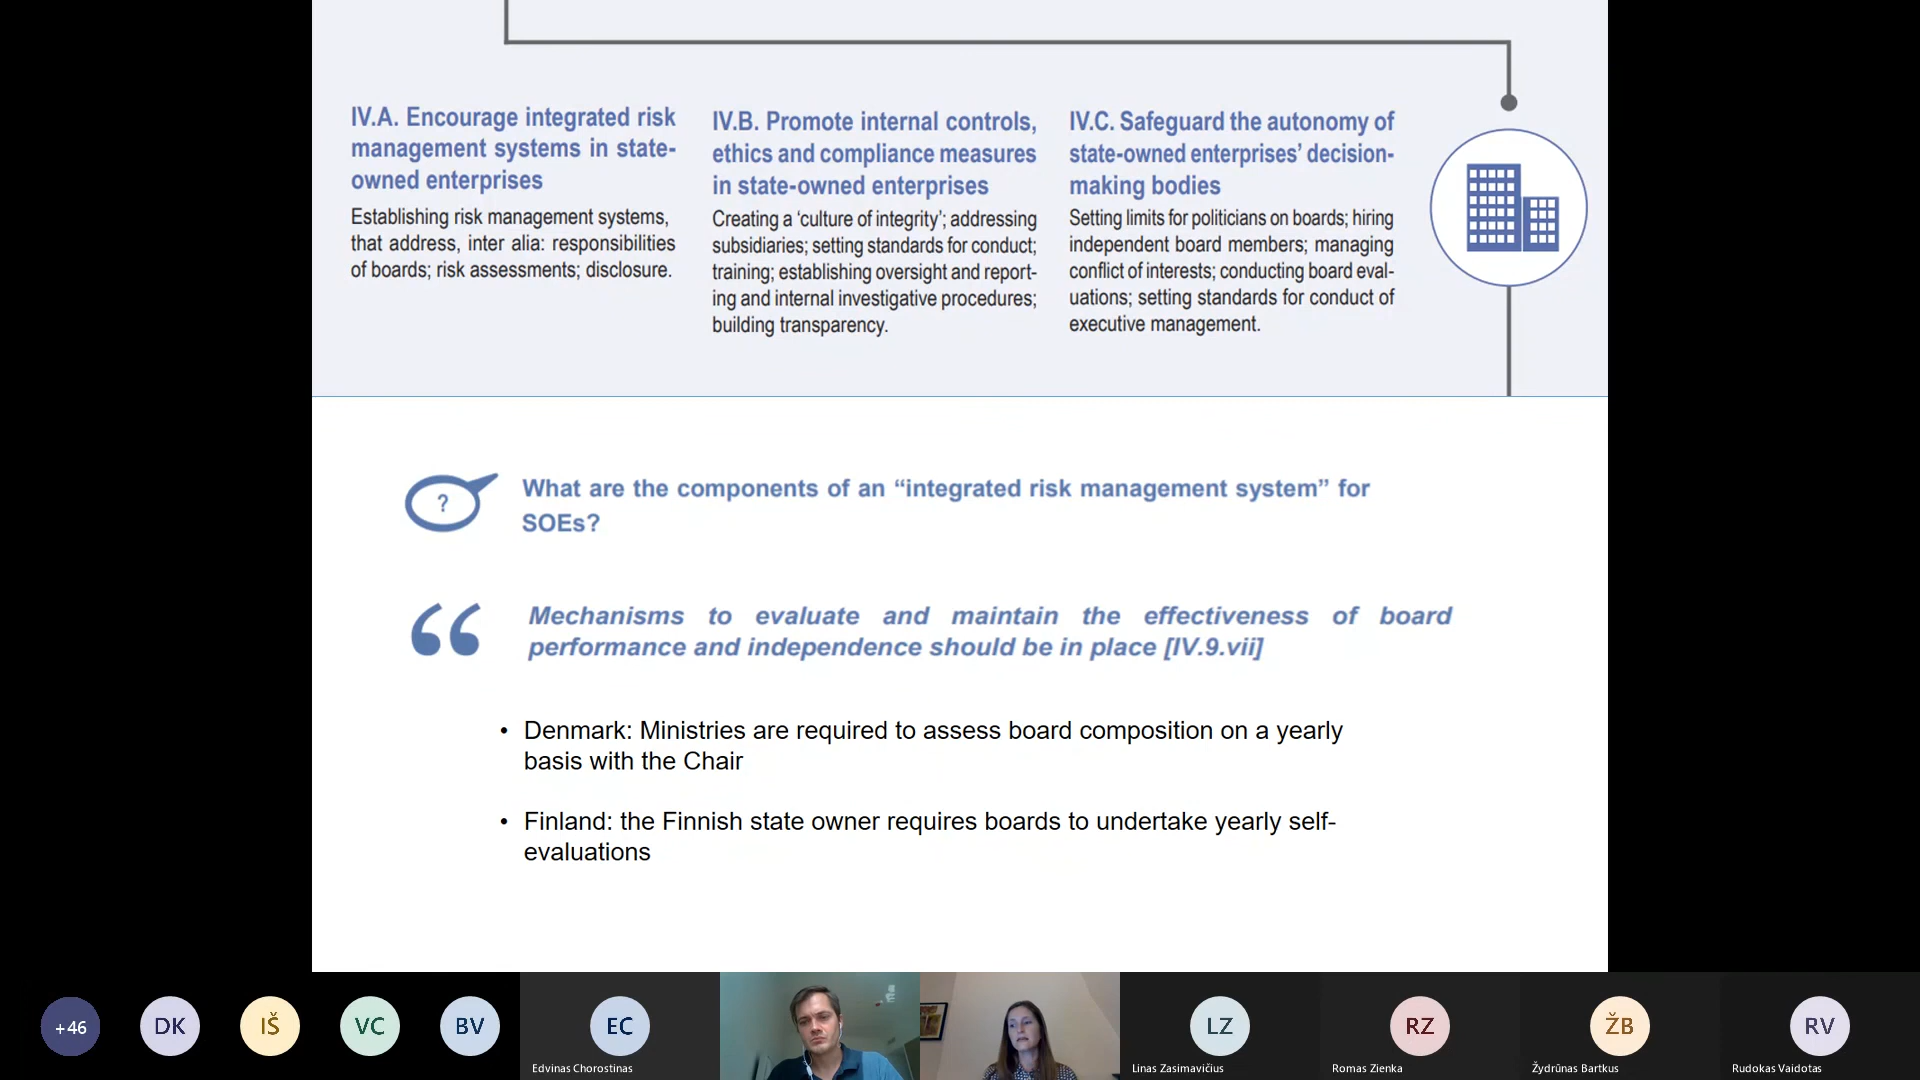 IV.A. Encourage integrated risk
management systems in state-
owned enterprises
Establishing risk management systems,
that address, inter alia: responsibilities
of boards; risk assessments; disclosure.
IV.B. Promote internal controls,
ethics and compliance measures
in state-owned enterprises
Creating a ‘culture of integrity’; addressing
subsidiaries; setting standards for conduct;
training; establishing oversight and report-
ing and internal investigative procedures;
building transparency.
IV.C. Safeguard the autonomy of
state-owned enterprises’ decision-
making bodies
Setting limits for politicians on boards; hiring
independent board members; managing
conflict of interests; conducting board eval-
uations; setting standards for conduct of
executive management.
?
What are the components of an “integrated risk management system” for
SOEs?
“
Mechanisms to evaluate and maintain the effectiveness of board
performance and independence should be in place [IV.9.vii]
• Denmark: Ministries are required to assess board composition on a yearly
basis with the Chair
• Finland: the Finnish state owner requires boards to undertake yearly self-
evaluations
+46
DK
IŠ
VC
BV
EC
Edvinas Chorostinas
LZ
Linas Zasimavičius
RZ
Romas Zienka
ŽB
Žydrūnas Bartkus
RV
Rudokas Vaidotas